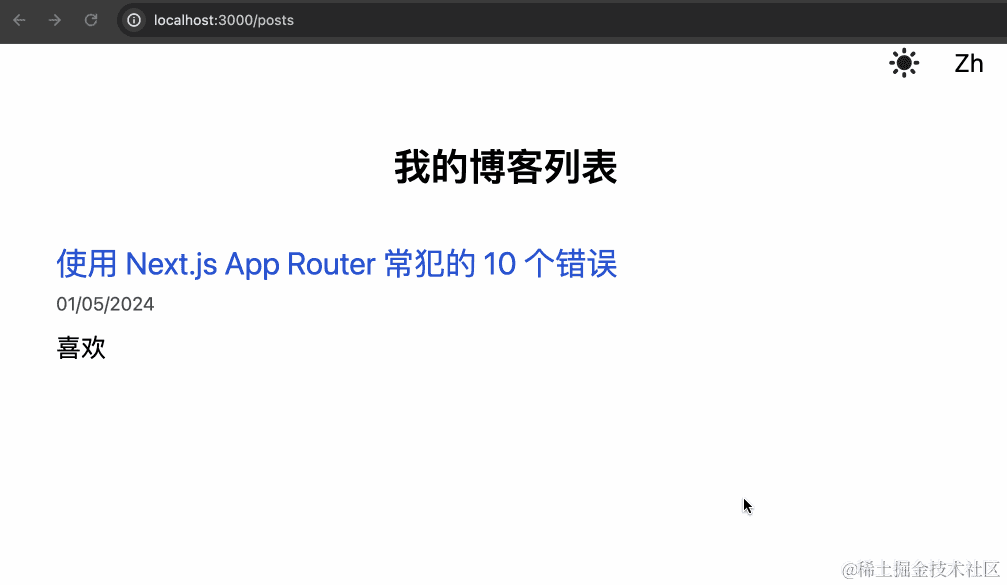 localhost:3000/posts
Zh
我的博客列表
使用 Next.js App Router 常犯的 10 个错误
01/05/2024
喜欢
@稀土掘金技术社区